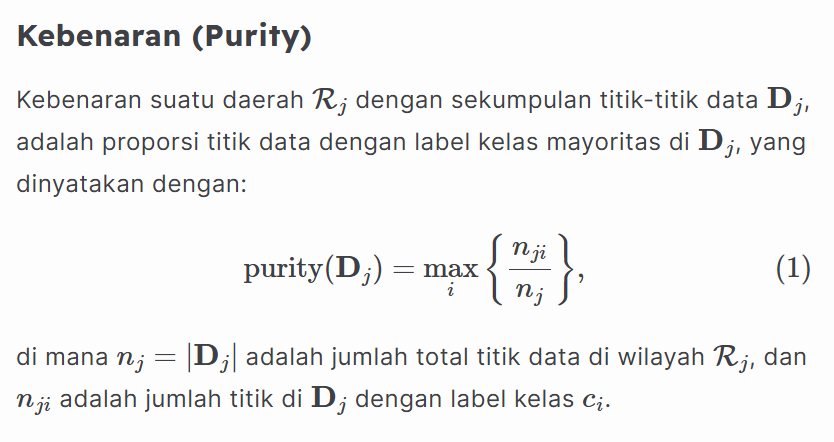 Kebenaran (Purity)
Kebenaran suatu daerah $\mathcal{R}_j$ dengan sekumpulan titik-titik data $\mathbf{D}_j$,
adalah proporsi titik data dengan label kelas mayoritas di $\mathbf{D}_j$, yang
dinyatakan dengan:
$\text{purity}(\mathbf{D}_j) = \max_i \left\{ \frac{n_{ji}}{n_j} \right\},$ (1)
di mana $n_j = |\mathbf{D}_j|$ adalah jumlah total titik data di wilayah $\mathcal{R}_j$, dan
$n_{ji}$ adalah jumlah titik di $\mathbf{D}_j$ dengan label kelas $c_i$.